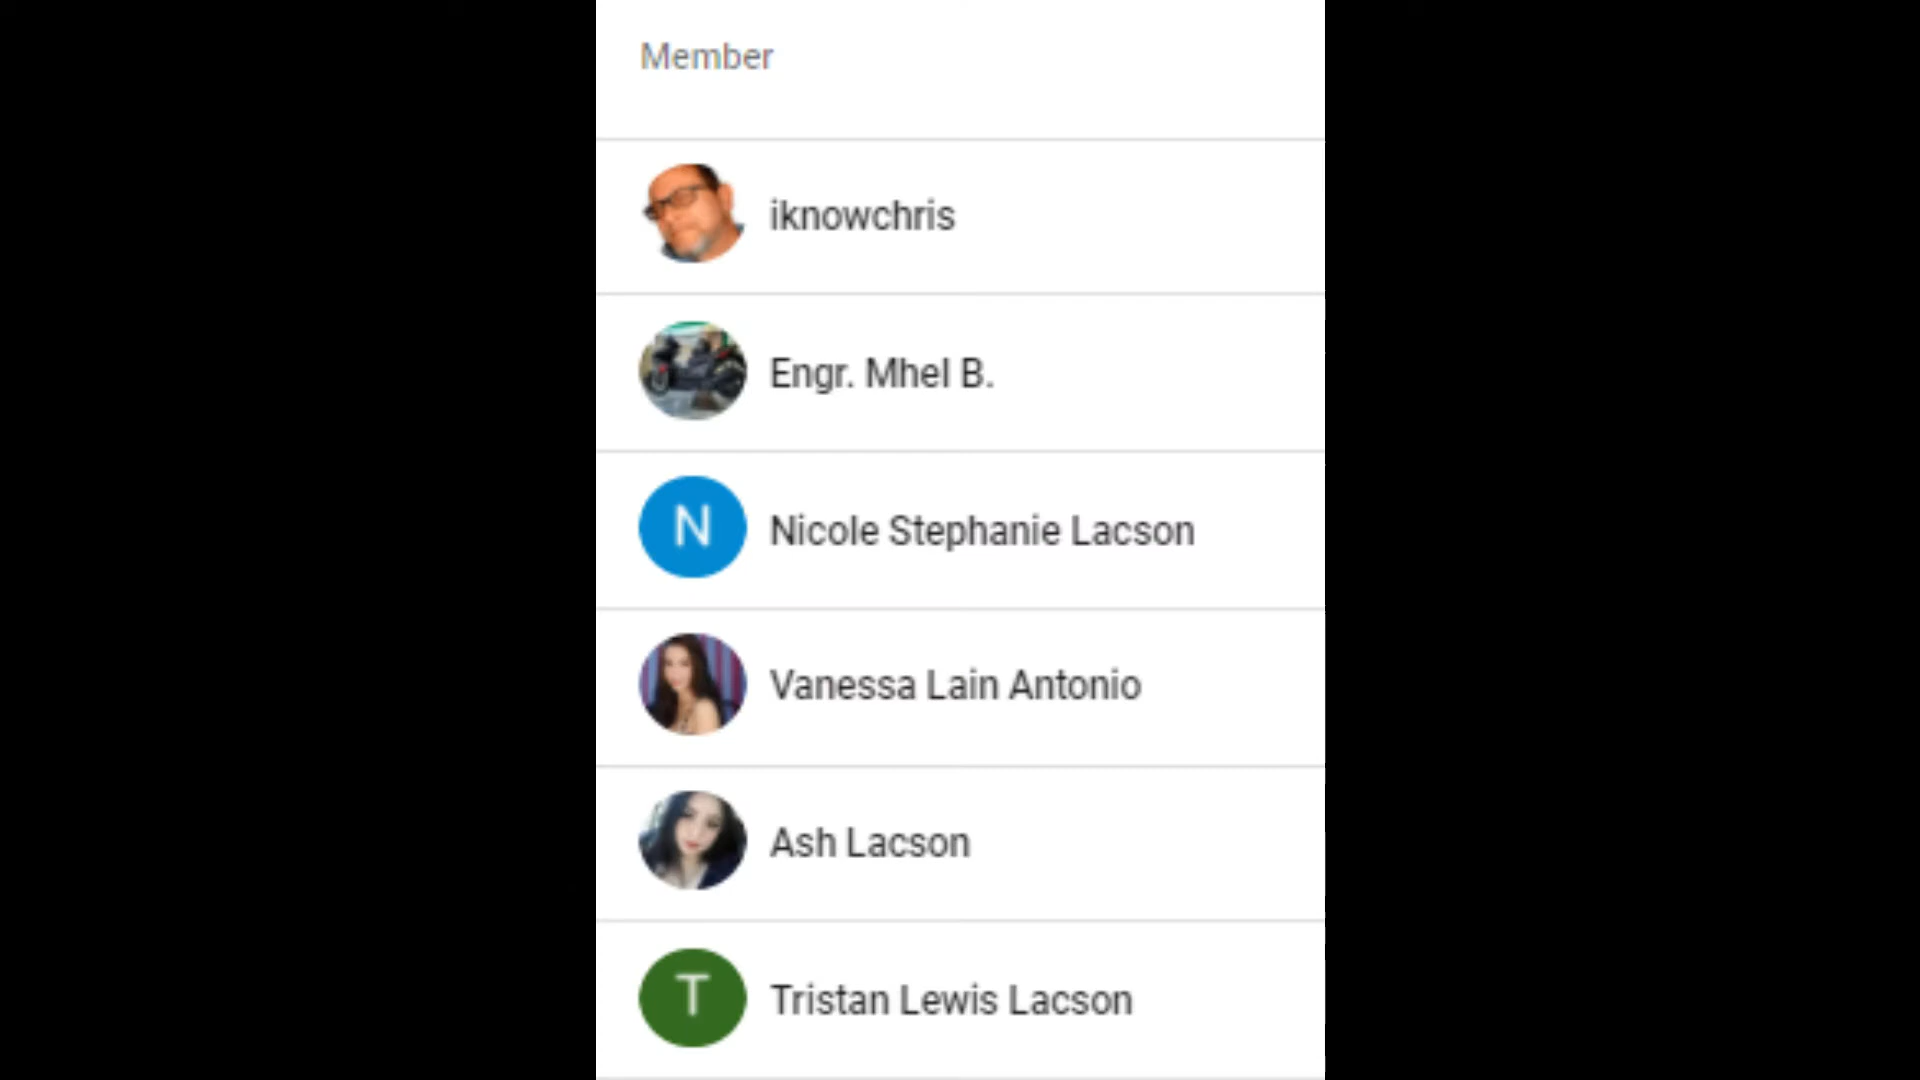 Member
iknowchris
Engr. Mhel B.
N
Nicole Stephanie Lacson
Vanessa Lain Antonio
Ash Lacson
T
Tristan Lewis Lacson